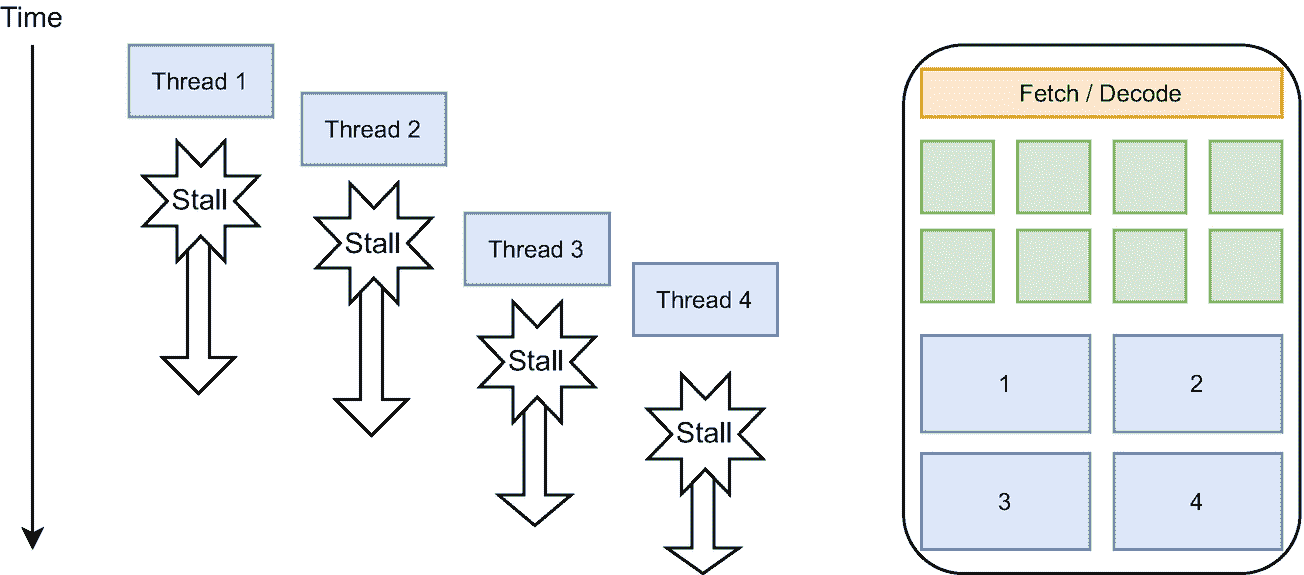 Time
Thread 1
Stall
Thread 2
Stall
Thread 3
Stall
Thread 4
Stall
Fetch / Decode
1
2
3
4